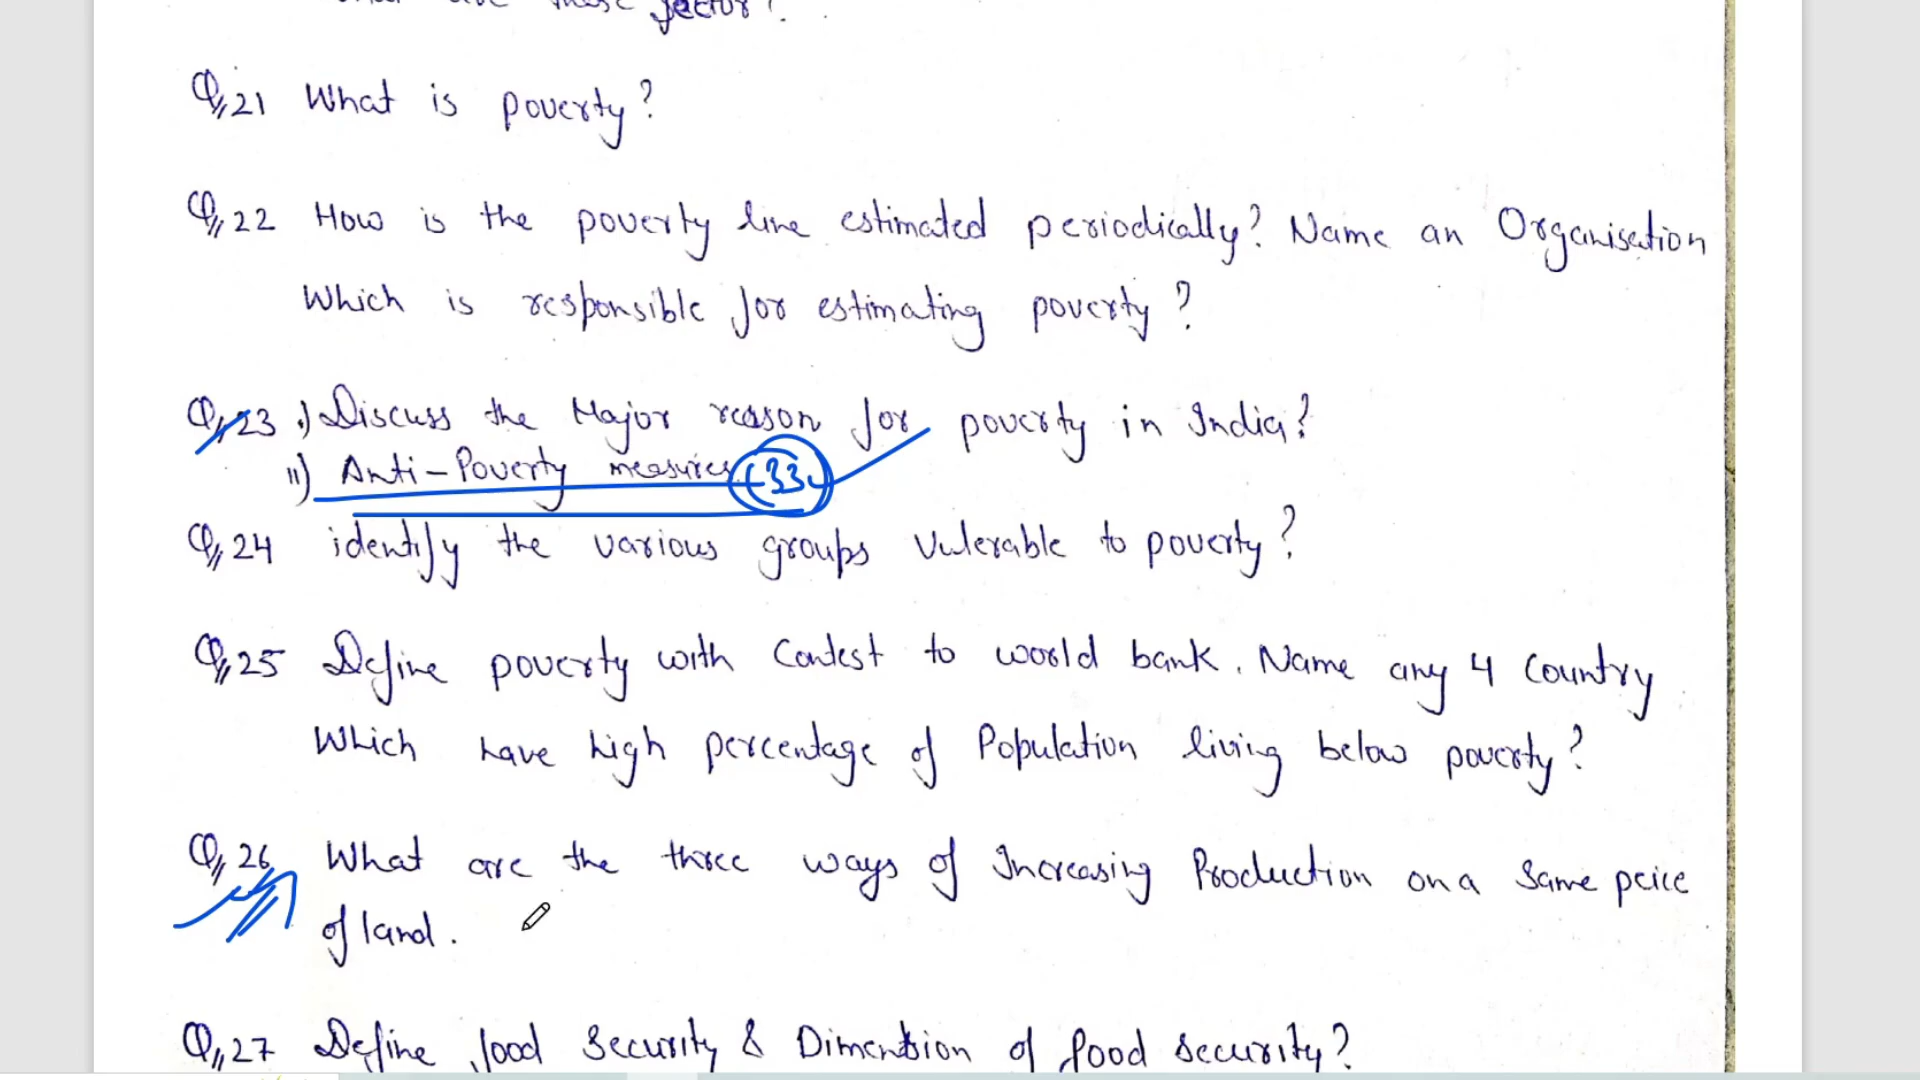 Q,21 What is poverty?
Q,22 How is the poverty line estimated periodically? Name an Organisation
Which is responsible for estimating poverty?
Q,23 i) Discuss the Major reason for poverty in India?
ii) Anti-Poverty measures (33)
Q,24 identify the various groups Vulerable to poverty?
Q,25 Define poverty with Contest to world bank. Name any 4 Country
Which have high percentage of Population living below poverty?
Q,26 What are the three ways of Increasing Production on a Same peice
of land.
Q,27 Define food Security & Dimension of food security?